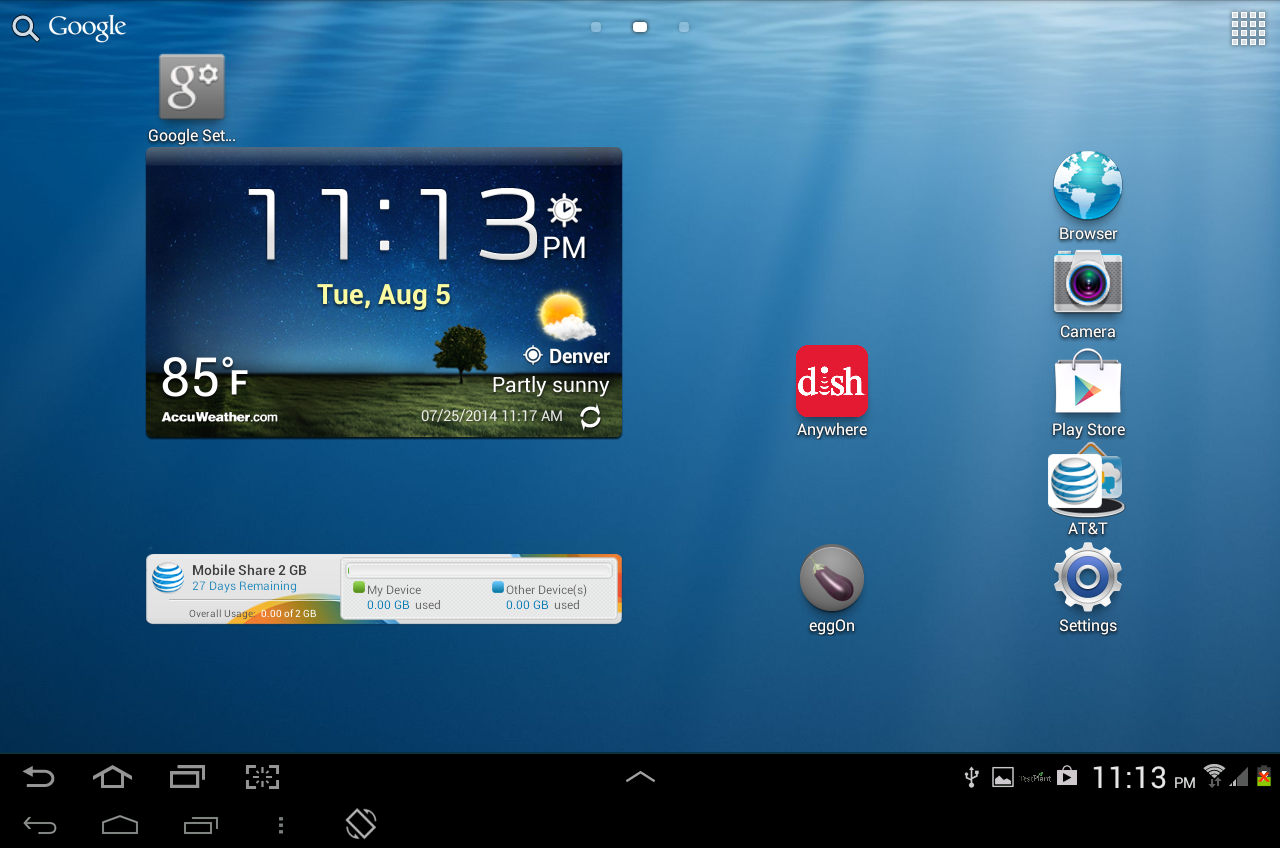 Google
Google Set...
11:13 PM
Tue, Aug 5
Denver
85°F
Partly sunny
AccuWeather.com
07/25/2014 11:17 AM
Browser
Camera
dish
Anywhere
Play Store
AT&T
Mobile Share 2 GB
27 Days Remaining
Overall Usage: 0.00 of 2 GB
My Device
0.00 GB used
Other Device(s)
0.00 GB used
eggOn
Settings
TestPlant
11:13 PM